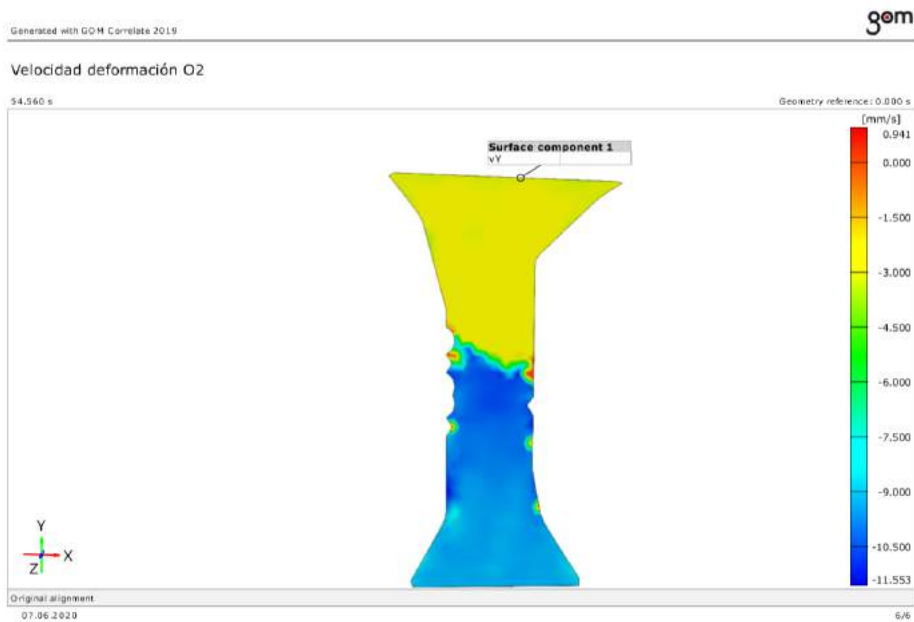 gom
Generated with GOM Correlate 2019
Velocidad deformación O2
54.560 s
Geometry reference: 0.000 s
[mm/s]
0.941
0.000
-1.500
-3.000
-4.500
-6.000
-7.500
-9.000
-10.500
-11.553
Surface component 1
vY
Y
X
Z
Original alignment
07.06.2020
6/6